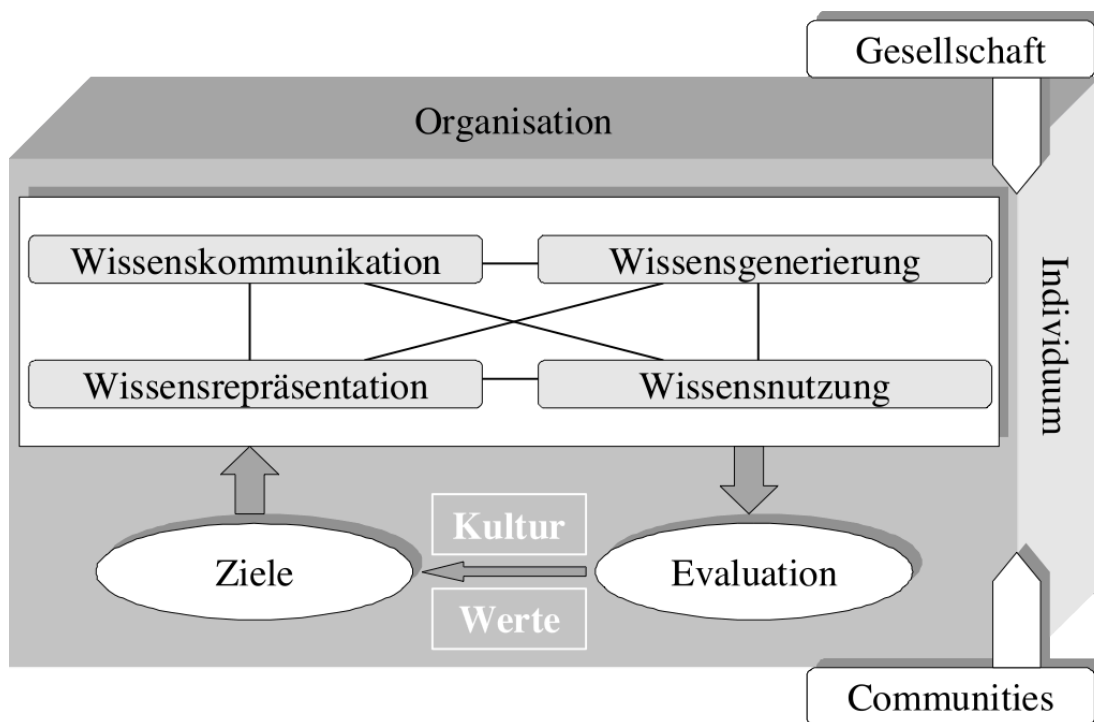 Gesellschaft
Organisation
Wissenskommunikation
Wissensgenerierung
Wissensrepräsentation
Wissensnutzung
Individuum
Kultur
Ziele
Evaluation
Werte
Communities